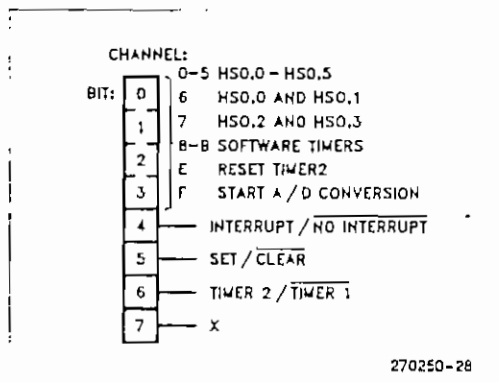 CHANNEL:
0-5 HSO.0 - HSO.5
BIT: 0 6 HSO.0 AND HSO.1
1 7 HSO.2 AND HSO.3
8-B SOFTWARE TIMERS
2 E RESET TIMER2
3 F START A / D CONVERSION
4 INTERRUPT / NO INTERRUPT
5 SET / CLEAR
6 TIMER 2 / TIMER 1
7 X
270250-28